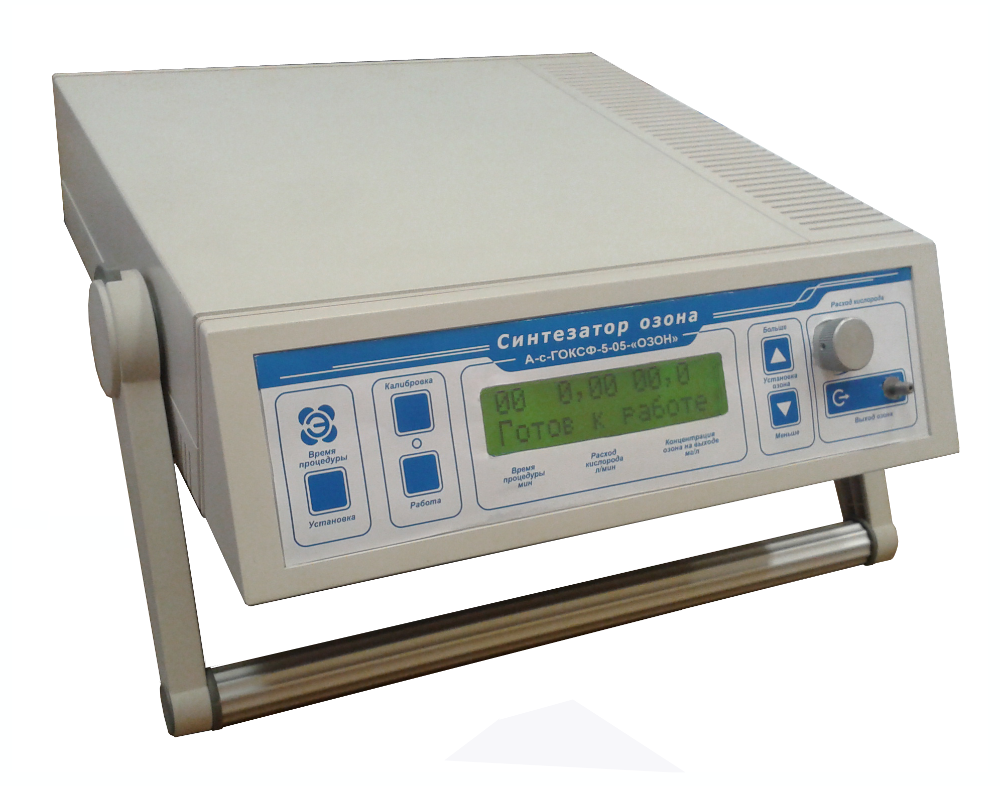 Синтезатор озона
А-с-ГОКСФ-5-05-«ОЗОН»
Э
Время
процедуры
Установка
Калибровка
Работа
00 0,00 00,0
Готов к работе
Время
процедуры
мин
Расход
кислорода
л/мин
Концентрация
озона на выходе
мг/л
Больше
Установка
озона
Меньше
Расход кислорода
Выход озона